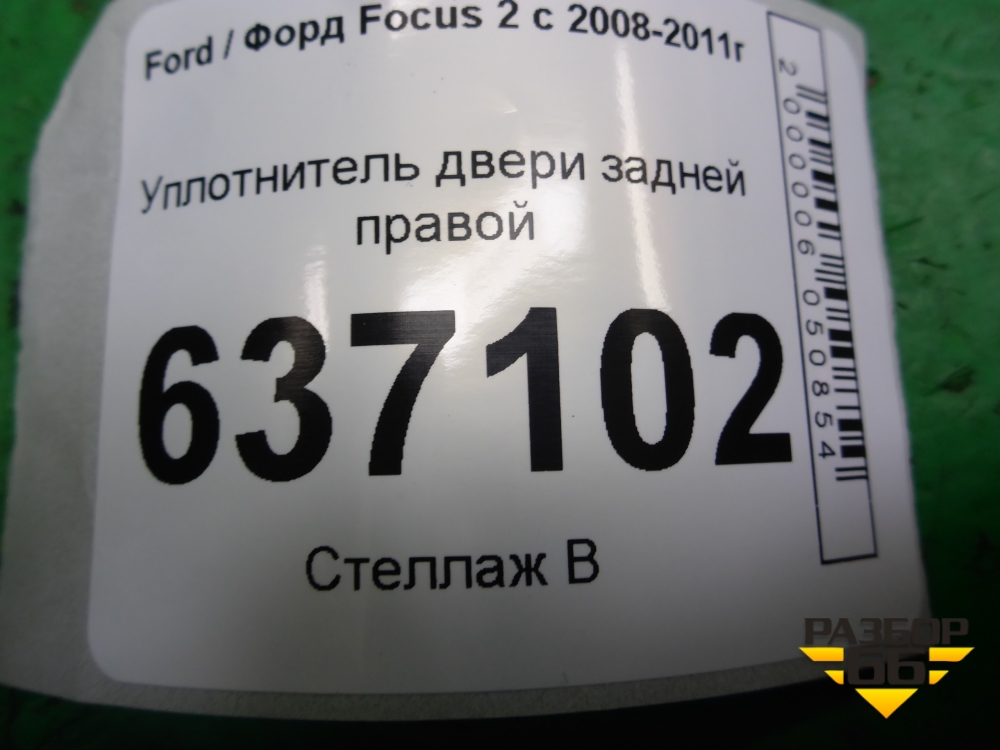 Ford / Форд Focus 2 с 2008-2011г
Уплотнитель двери задней
правой
637102
Стеллаж В
2000006050854
РАЗБОР
66